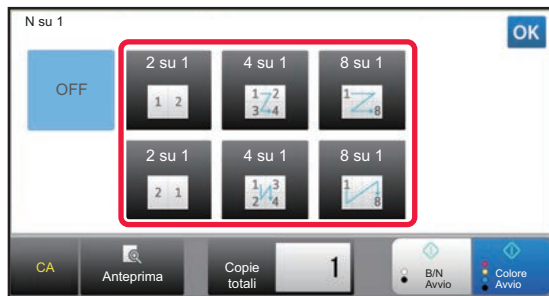 N su 1
OK
OFF
2 su 1
1 2
4 su 1
1 2
3 4
8 su 1
1
8
2 su 1
2 1
4 su 1
1 3
2 4
8 su 1
1
8
CA
Anteprima
Copie
totali
1
B/N
Avvio
Colore
Avvio